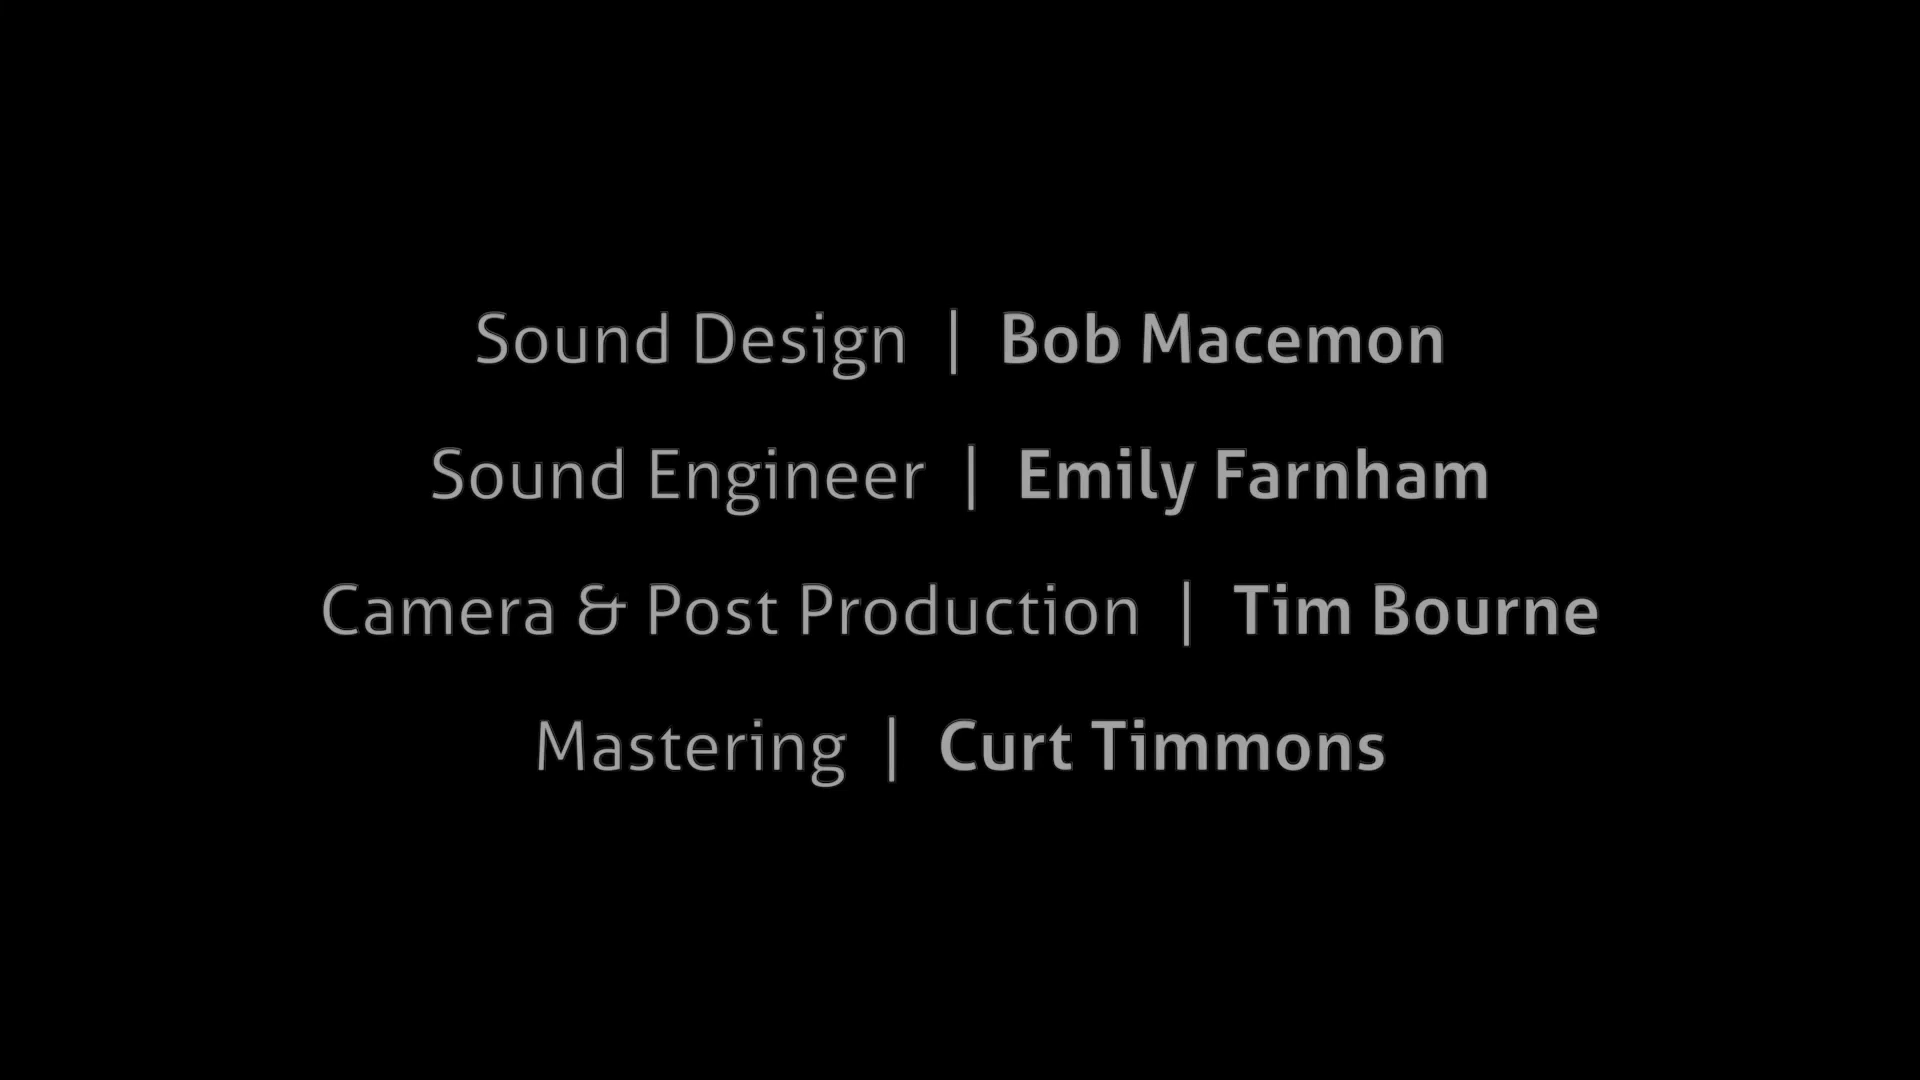 Sound Design | Bob Macemon
Sound Engineer | Emily Farnham
Camera & Post Production | Tim Bourne
Mastering | Curt Timmons